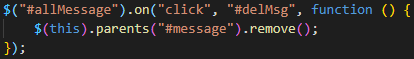 $("#allMessage").on("click", "#delMsg", function () {
    $(this).parents("#message").remove();
});